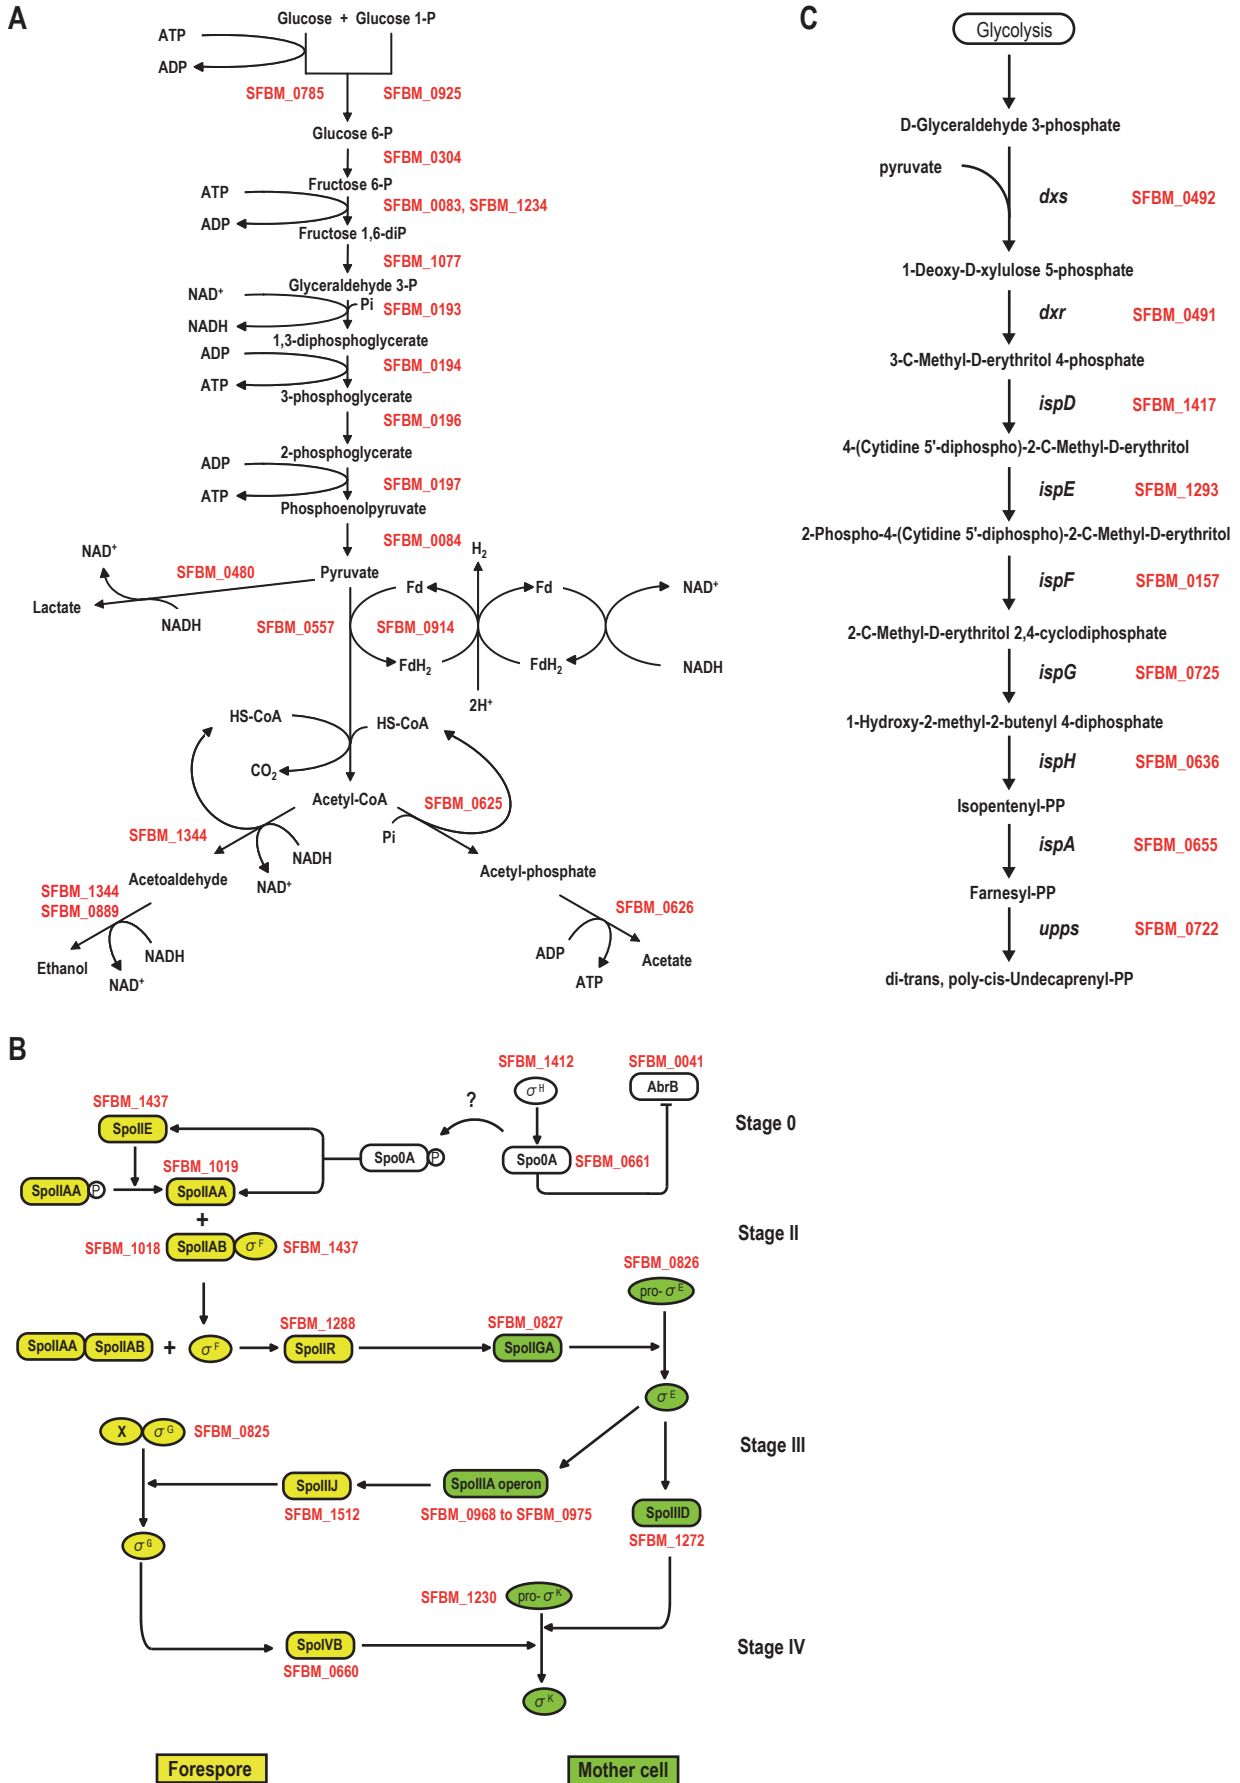 A
Glucose + Glucose 1-P
ATP
ADP
SFBM_0785
SFBM_0925
Glucose 6-P
SFBM_0304
Fructose 6-P
ATP
SFBM_0083, SFBM_1234
ADP
Fructose 1,6-diP
SFBM_1077
Glyceraldehyde 3-P
NAD+
Pi
SFBM_0193
NADH
1,3-diphosphoglycerate
ADP
SFBM_0194
ATP
3-phosphoglycerate
SFBM_0196
2-phosphoglycerate
ADP
SFBM_0197
ATP
Phosphoenolpyruvate
SFBM_0084
H2
NAD+
SFBM_0480
Pyruvate
Fd
Fd
NAD+
Lactate
NADH
SFBM_0557
SFBM_0914
FdH2
FdH2
NADH
2H+
HS-CoA
HS-CoA
CO2
Acetyl-CoA
SFBM_0625
SFBM_1344
Pi
NADH
Acetoaldehyde
NAD+
Acetyl-phosphate
SFBM_1344
SFBM_0889
SFBM_0626
NADH
ADP
Ethanol
Acetate
NAD+
ATP
C
Glycolysis
D-Glyceraldehyde 3-phosphate
pyruvate
dxs SFBM_0492
1-Deoxy-D-xylulose 5-phosphate
dxr SFBM_0491
3-C-Methyl-D-erythritol 4-phosphate
ispD SFBM_1417
4-(Cytidine 5'-diphospho)-2-C-Methyl-D-erythritol
ispE SFBM_1293
2-Phospho-4-(Cytidine 5'-diphospho)-2-C-Methyl-D-erythritol
ispF SFBM_0157
2-C-Methyl-D-erythritol 2,4-cyclodiphosphate
ispG SFBM_0725
1-Hydroxy-2-methyl-2-butenyl 4-diphosphate
ispH SFBM_0636
Isopentenyl-PP
ispA SFBM_0655
Farnesyl-PP
upps SFBM_0722
di-trans, poly-cis-Undecaprenyl-PP
B
SFBM_1412
SFBM_0041
σH
AbrB
SFBM_1437
?
SpoIIE
Stage 0
Spo0A P
Spo0A
SFBM_0661
SFBM_1019
SpoIIAA P
SpoIIAA
+
SFBM_1018
SpoIIAB σF
SFBM_1437
Stage II
SFBM_0826
pro-σE
SFBM_1288
SFBM_0827
SpoIIAA SpoIIAB + σF
SpoIIR
SpoIIGA
σE
X σG
SFBM_0825
Stage III
SpoIIIJ
SpoIIIA operon
SFBM_1512
SFBM_0968 to SFBM_0975
SpoIIID
SFBM_1272
σG
SFBM_1230
pro-σK
SpoIVB
SFBM_0660
Stage IV
σK
Forespore
Mother cell